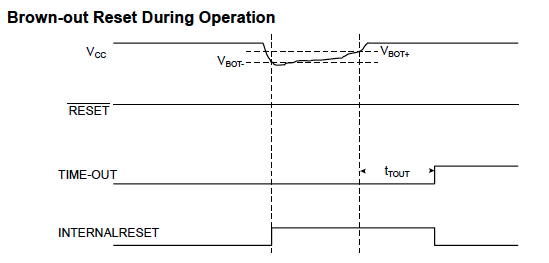 Brown-out Reset During Operation
VCC
VBOT-
VBOT+
RESET
TIME-OUT
tTOUT
INTERNALRESET